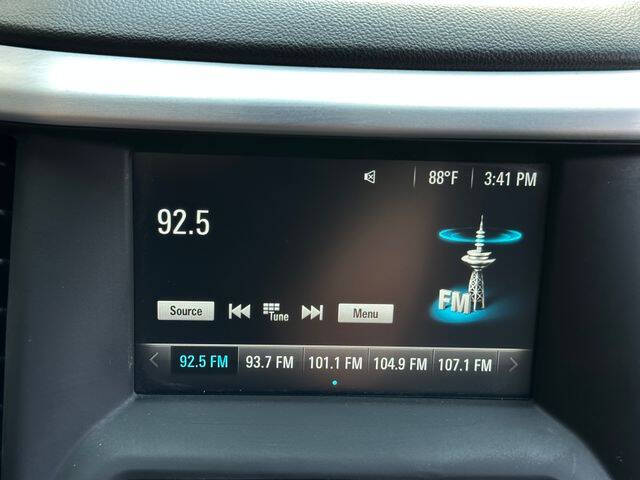 88°F 3:41 PM
92.5
FM
Source Tune Menu
92.5 FM 93.7 FM 101.1 FM 104.9 FM 107.1 FM